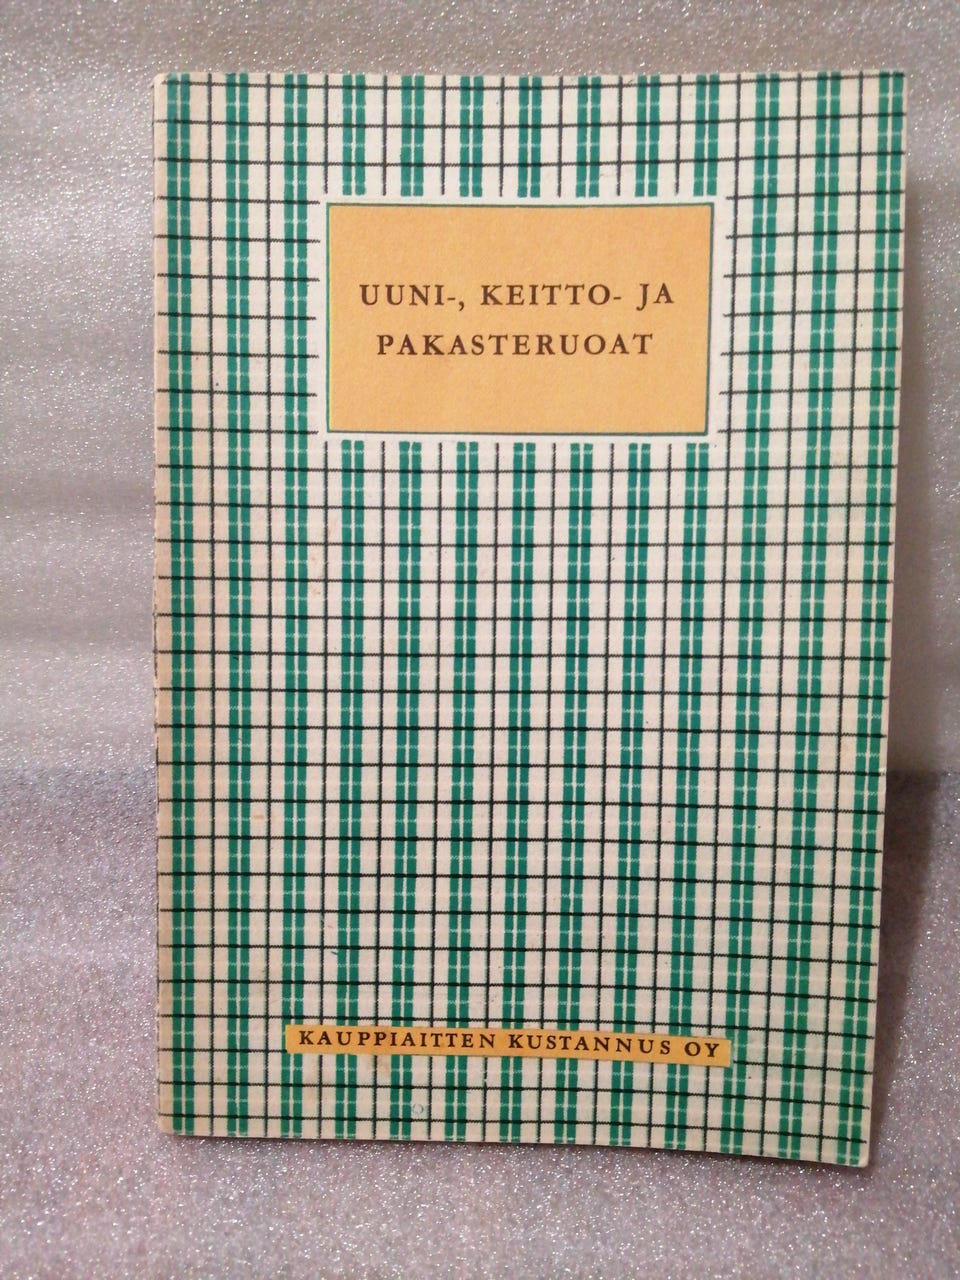 UUNI-, KEITTO- JA
PAKASTERUOAT
KAUPPIAITTEN KUSTANNUS OY